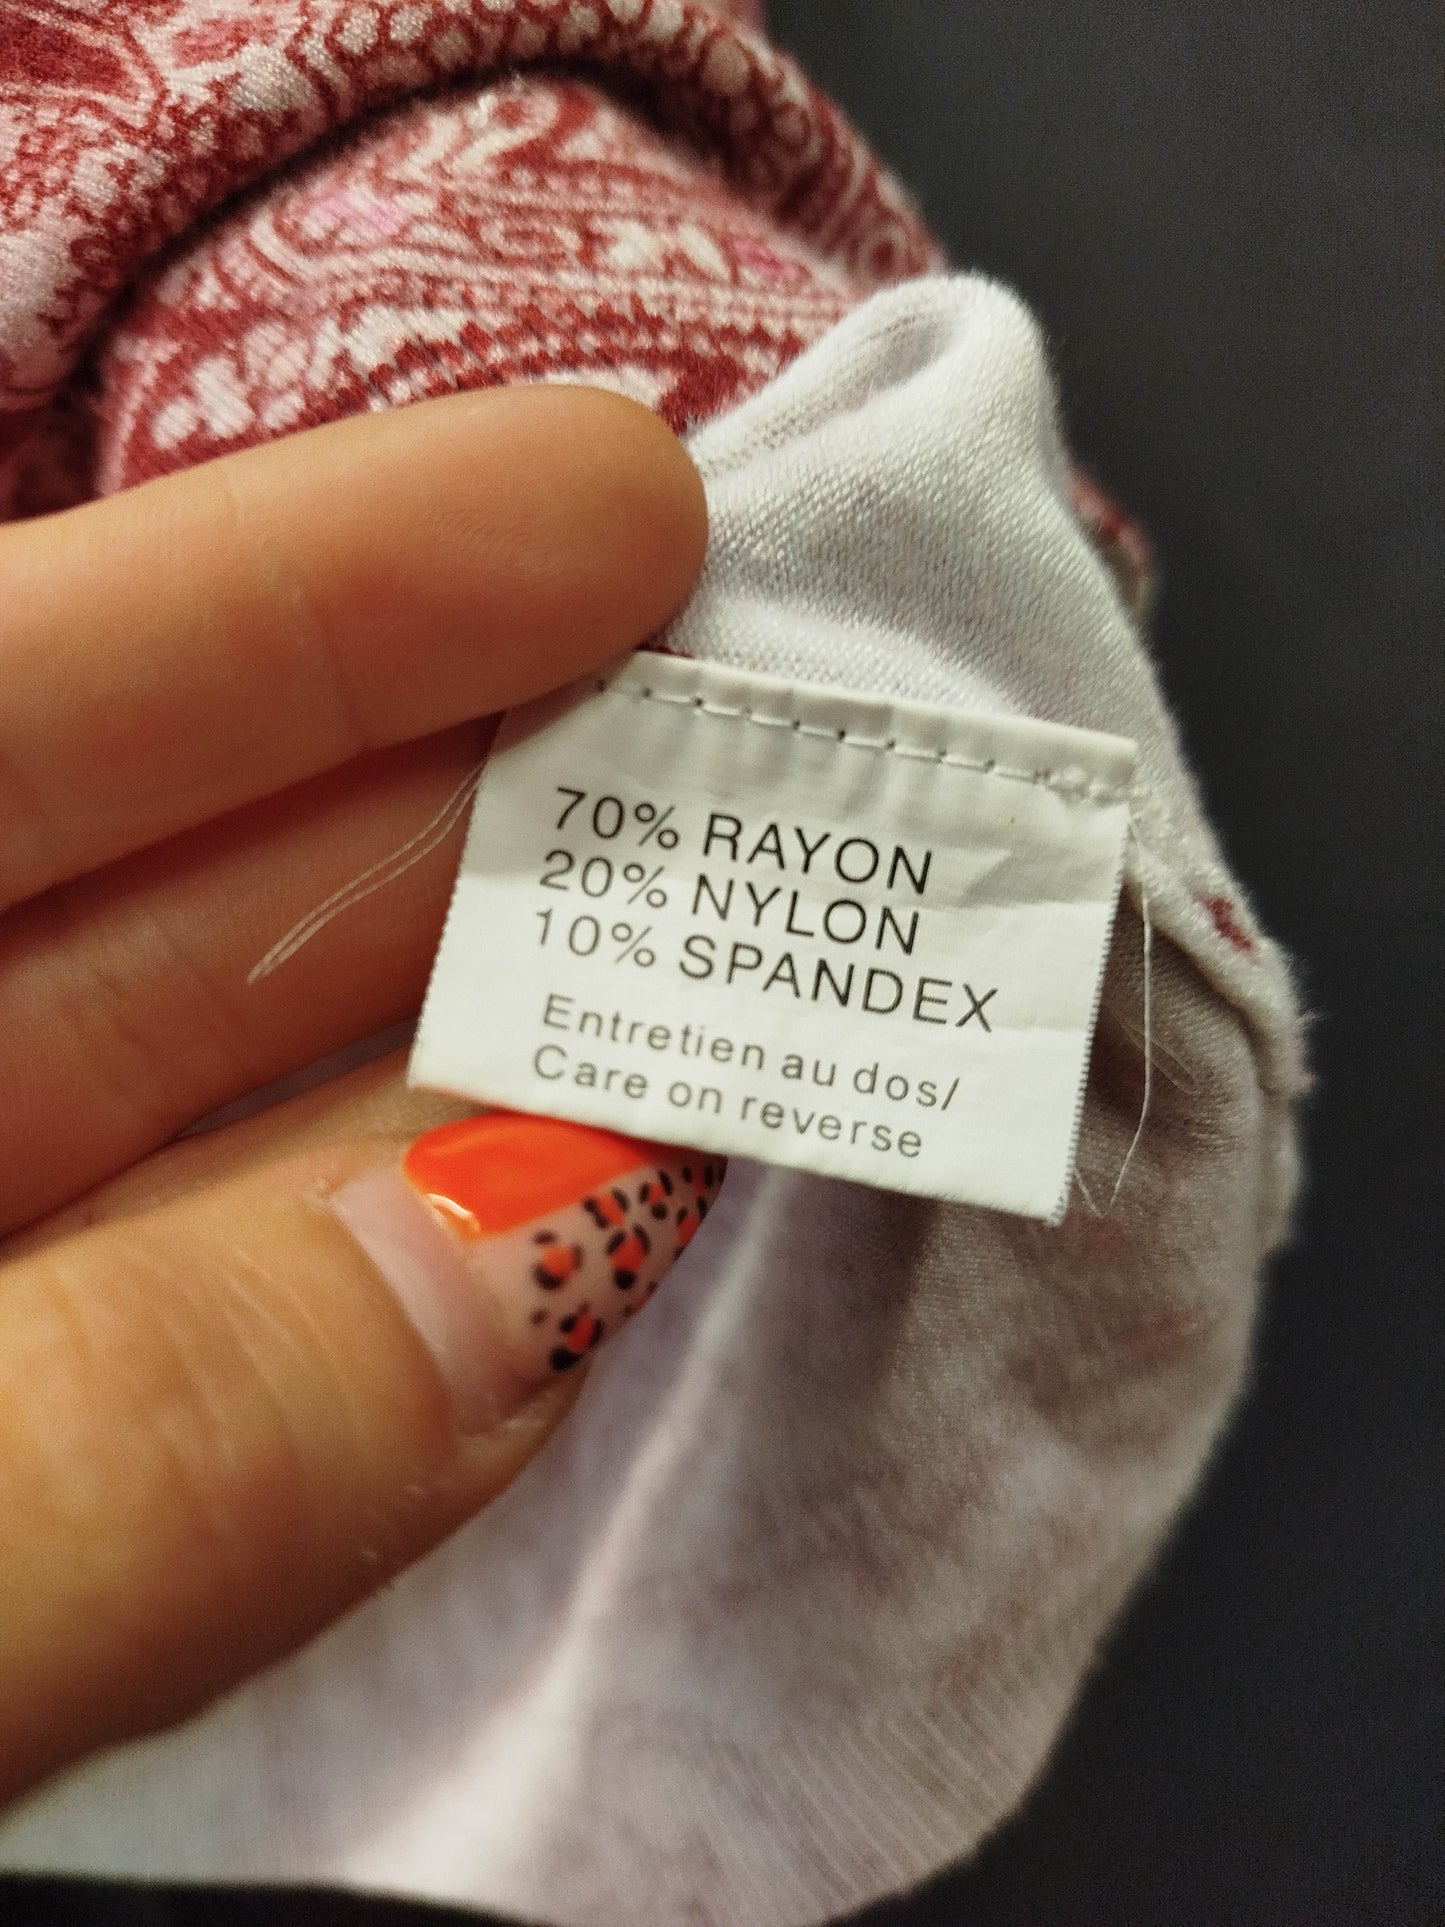 70% RAYON
20% NYLON
10% SPANDEX
Entretien au dos/
Care on reverse